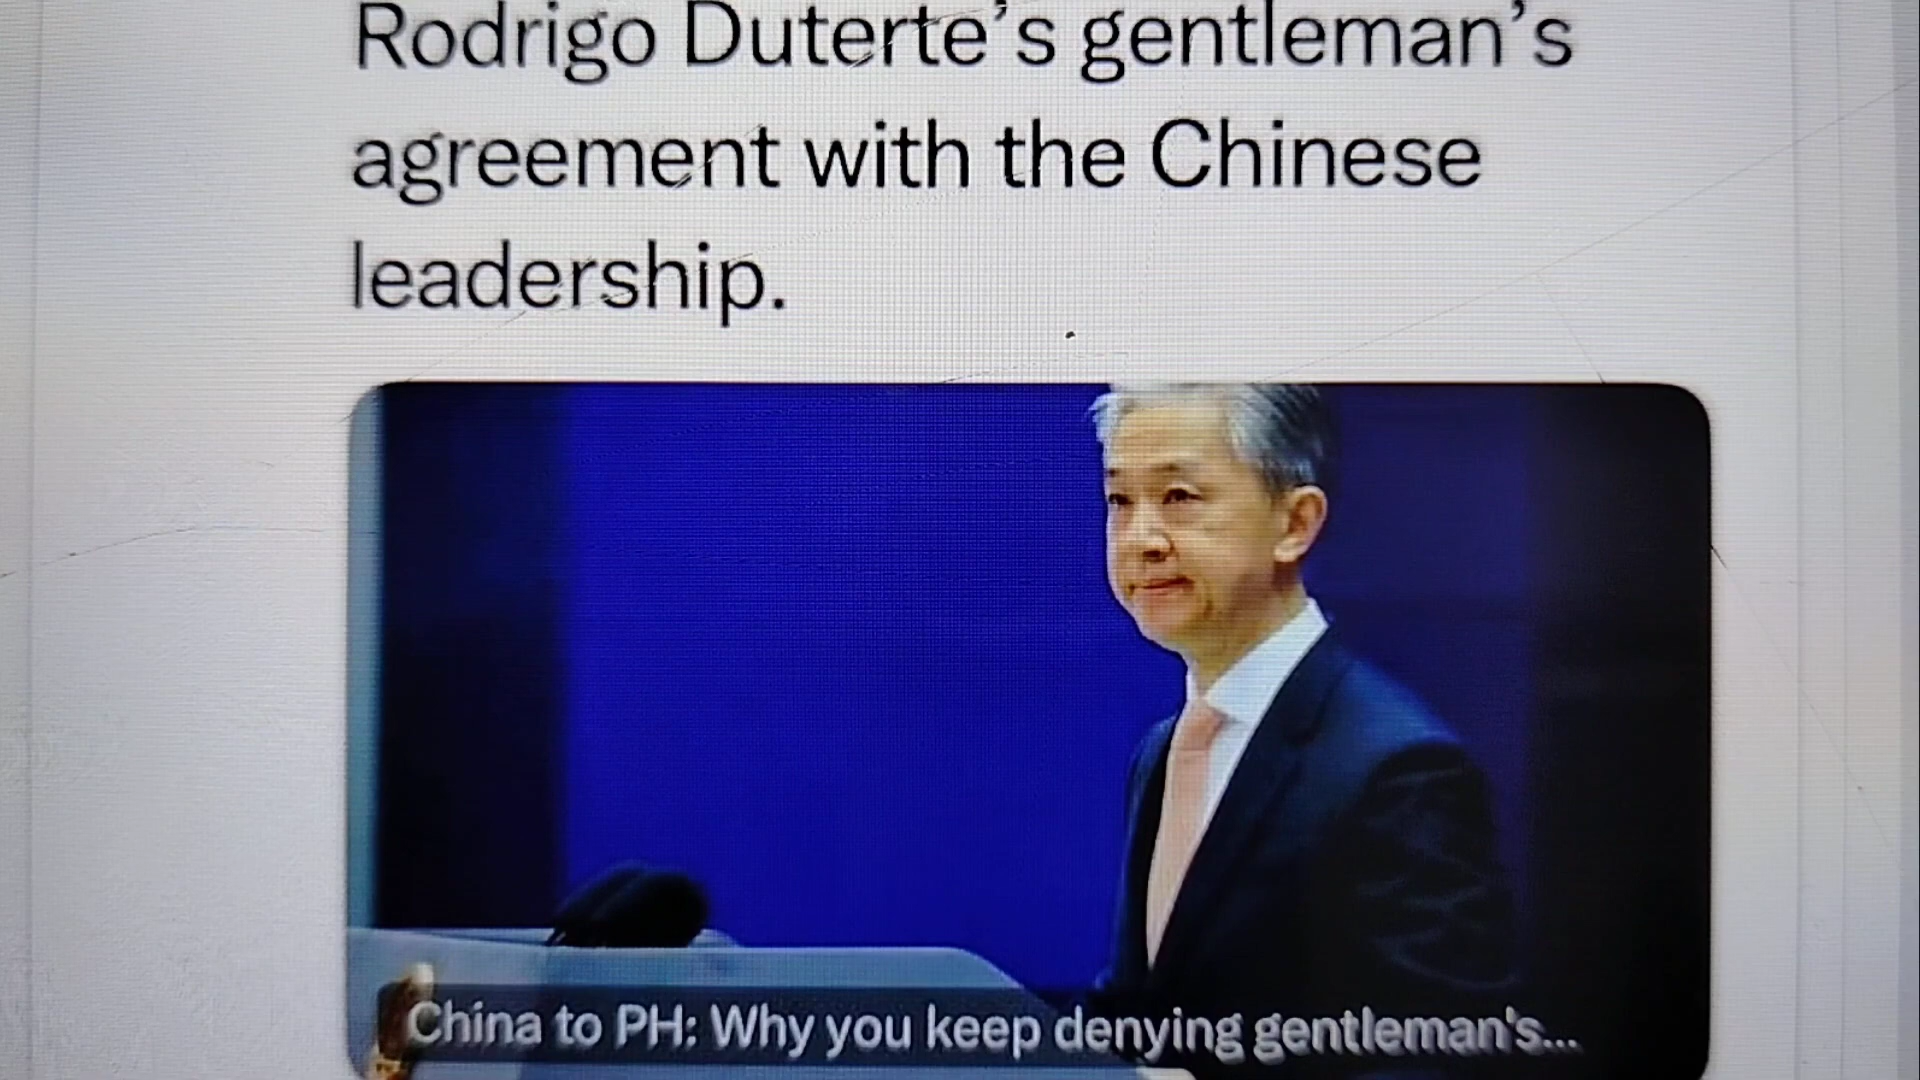 Rodrigo Duterte’s gentleman’s
agreement with the Chinese
leadership.
China to PH: Why you keep denying gentleman's...